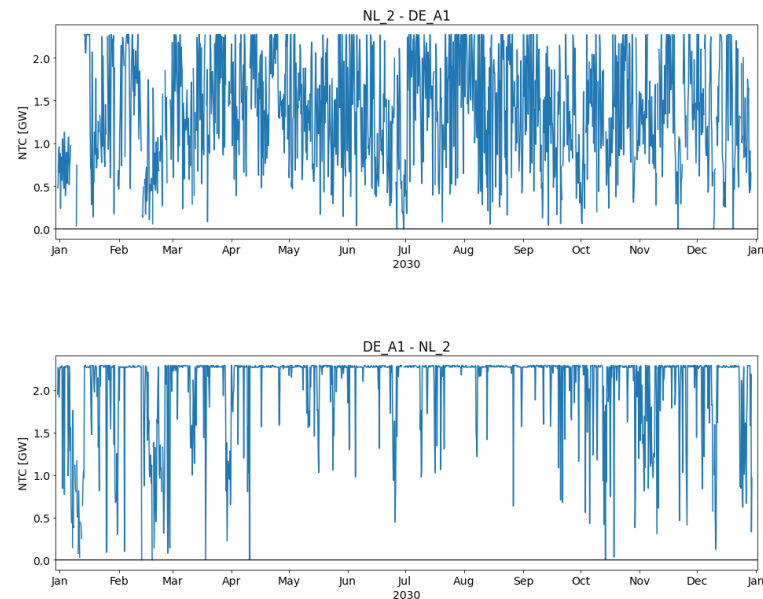 NL_2 - DE_A1
NTC [GW]
2.0
1.5
1.0
0.5
0.0
Jan Feb Mar Apr May Jun Jul Aug Sep Oct Nov Dec Jan
2030
DE_A1 - NL_2
NTC [GW]
2.0
1.5
1.0
0.5
0.0
Jan Feb Mar Apr May Jun Jul Aug Sep Oct Nov Dec Jan
2030